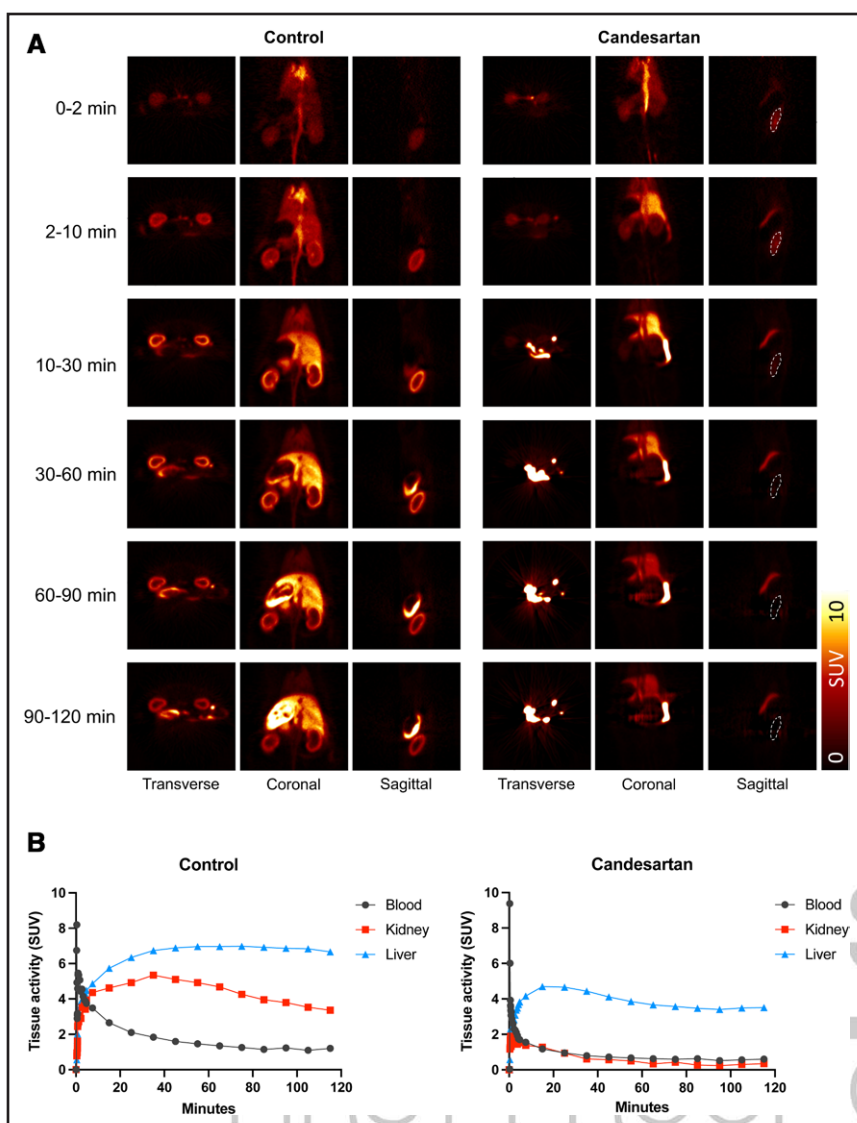 A
Control
Candesartan
0-2 min
2-10 min
10-30 min
30-60 min
60-90 min
90-120 min
0 SUV 10
Transverse Coronal Sagittal Transverse Coronal Sagittal
B
Control
Candesartan
Tissue activity (SUV)
10
8
6
4
2
0
0 20 40 60 80 100 120
Minutes
Blood
Kidney
Liver
Tissue activity (SUV)
10
8
6
4
2
0
0 20 40 60 80 100 120
Minutes
Blood
Kidney
Liver